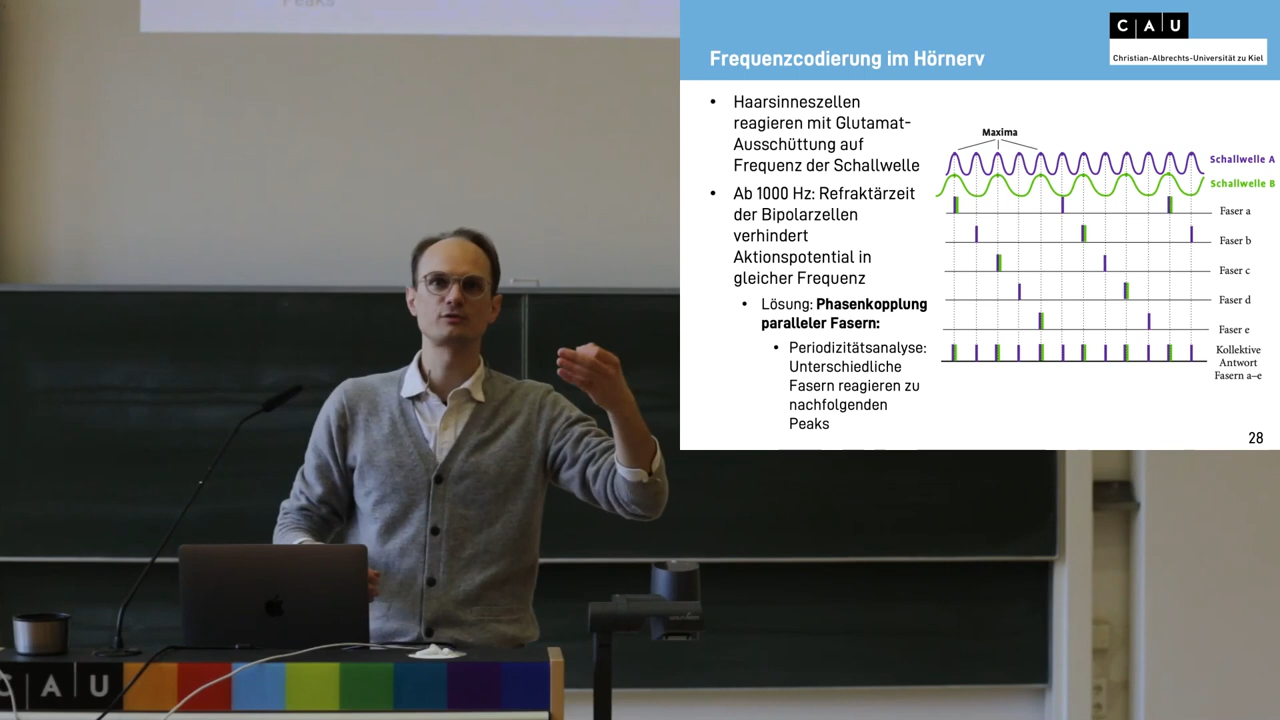 Peaks
Frequenzcodierung im Hörnerv
C A U
Christian-Albrechts-Universität zu Kiel
• Haarsinneszellen
reagieren mit Glutamat-
Ausschüttung auf
Frequenz der Schallwelle
• Ab 1000 Hz: Refraktärzeit
der Bipolarzellen
verhindert
Aktionspotential in
gleicher Frequenz
• Lösung: Phasenkopplung
paralleler Fasern:
• Periodizitätsanalyse:
Unterschiedliche
Fasern reagieren zu
nachfolgenden
Peaks
Maxima
Schallwelle A
Schallwelle B
Faser a
Faser b
Faser c
Faser d
Faser e
Kollektive
Antwort
Fasern a–e
28
C A U